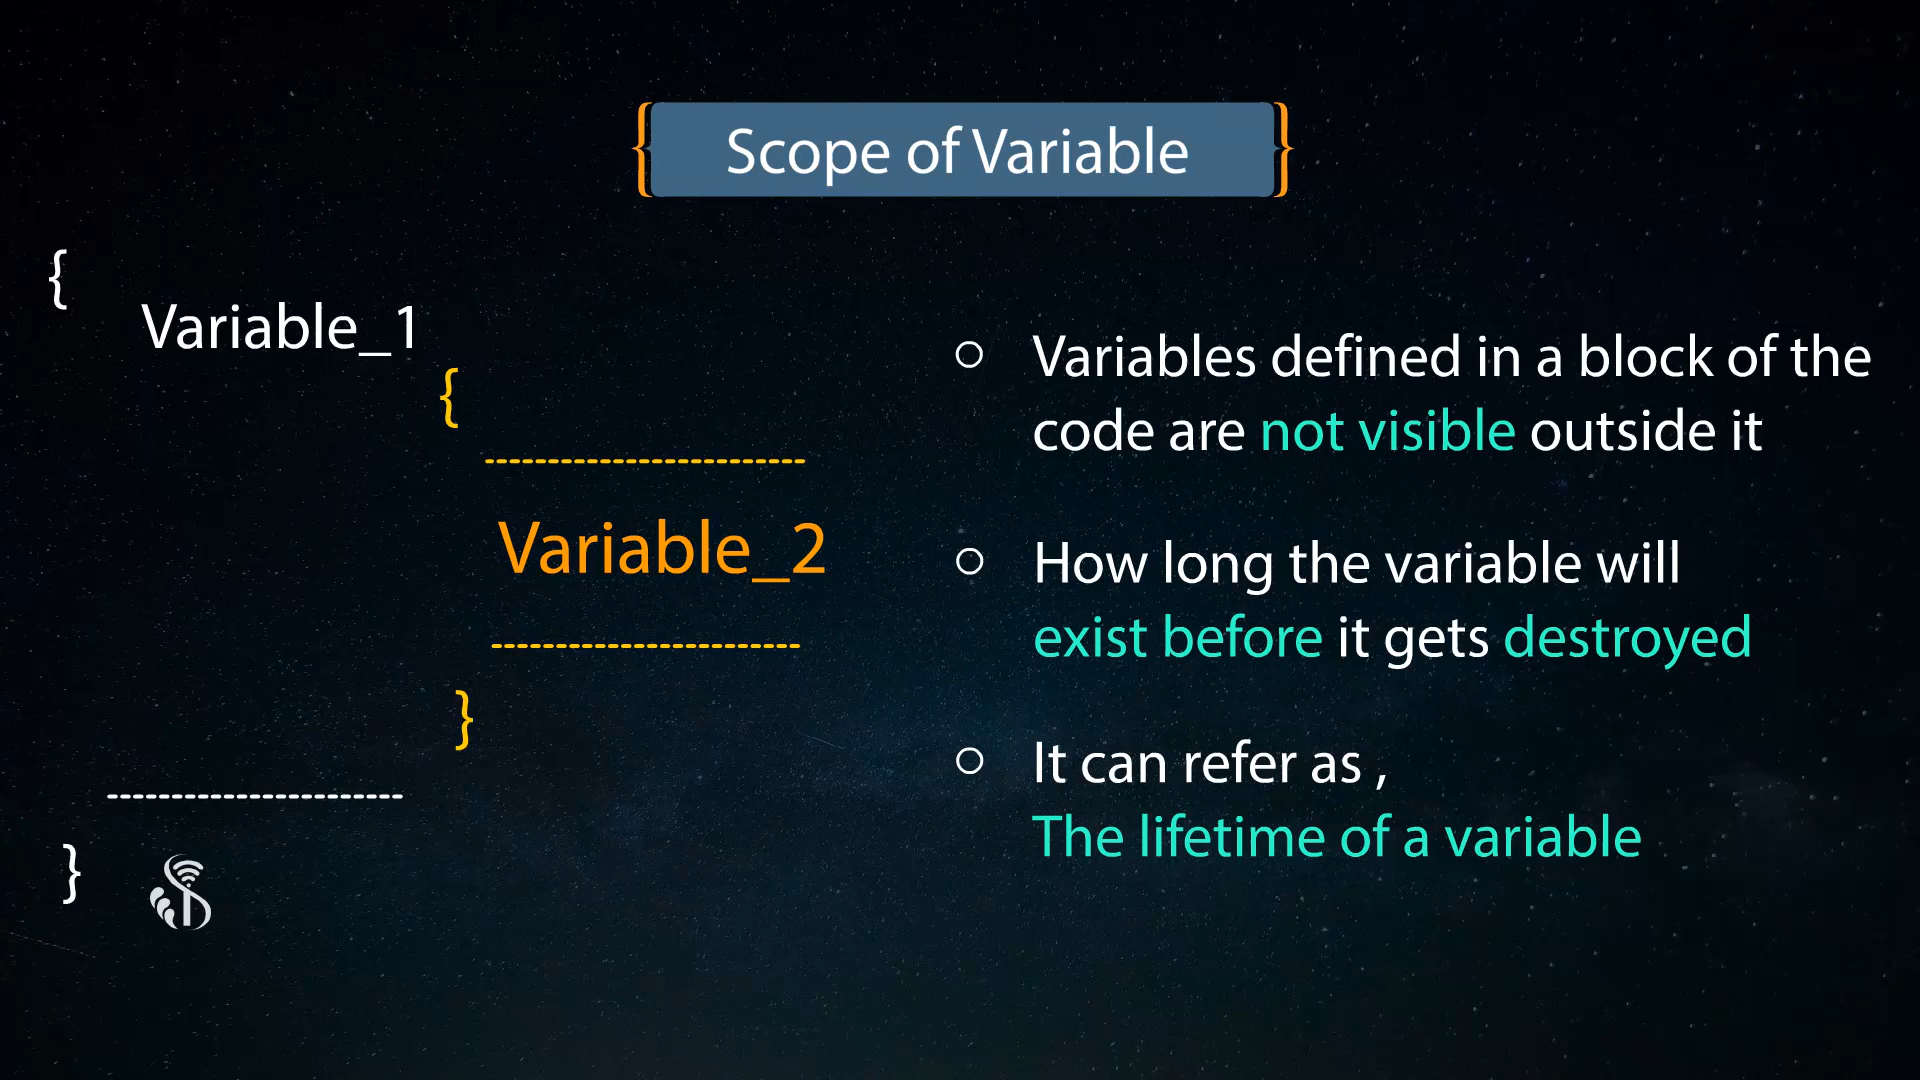 { Scope of Variable }
{
Variable_1
{
-------------------------
Variable_2
------------------------
}
-----------------------
}
○ Variables defined in a block of the
code are not visible outside it
○ How long the variable will
exist before it gets destroyed
○ It can refer as ,
The lifetime of a variable